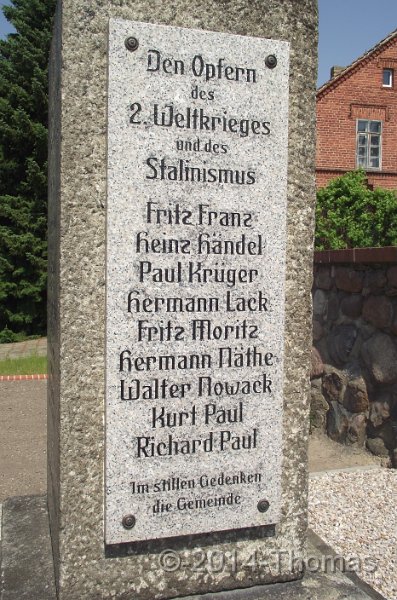 Den Opfern
des
2. Weltkrieges
und des
Stalinismus
Fritz Franz
Heinz Händel
Paul Krüger
Hermann Lack
Fritz Moritz
Hermann Näthe
Walter Nowack
Kurt Paul
Richard Paul
Im stillen Gedenken
die Gemeinde
© 2014 Thomas